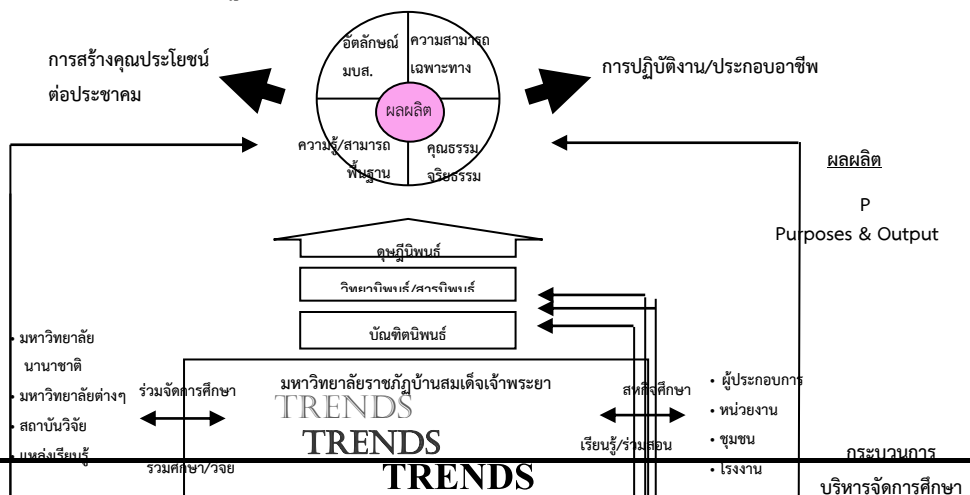 อัตลักษณ์
มบส.
ความสามารถ
เฉพาะทาง
การสร้างคุณประโยชน์
ต่อประชาคม
การปฏิบัติงาน/ประกอบอาชีพ
ผลผลิต
ความรู้/สามารถ
พื้นฐาน
คุณธรรม
จริยธรรม
ผลผลิต
P
Purposes & Output
ดุษฎีนิพนธ์
วิทยานิพนธ์/สารนิพนธ์
บัณฑิตนิพนธ์
• มหาวิทยาลัย
นานาชาติ
• มหาวิทยาลัยต่างๆ
• สถาบันวิจัย
• แหล่งเรียนรู้
ร่วมจัดการศึกษา
ร่วมศึกษา/วิจัย
มหาวิทยาลัยราชภัฏบ้านสมเด็จเจ้าพระยา
TRENDS
TRENDS
TRENDS
สหกิจศึกษา
เรียนรู้/ร่วมสอน
• ผู้ประกอบการ
• หน่วยงาน
• ชุมชน
• โรงงาน
กระบวนการ
บริหารจัดการศึกษา